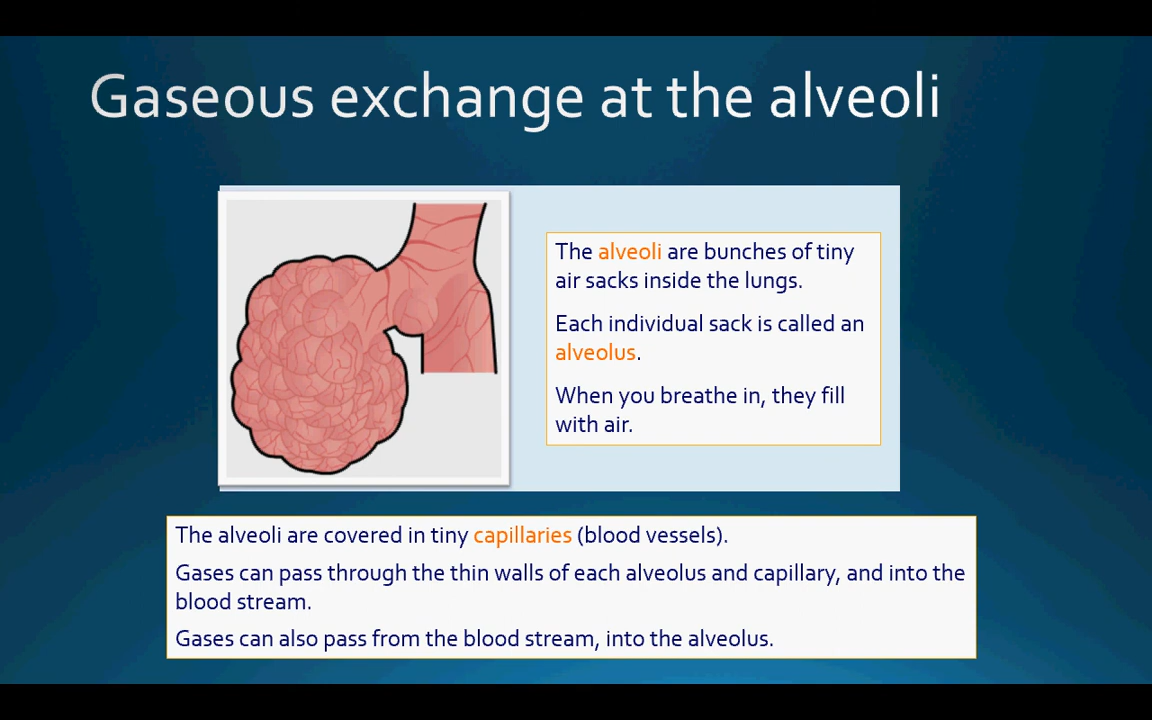 Gaseous exchange at the alveoli
The alveoli are bunches of tiny
air sacks inside the lungs.
Each individual sack is called an
alveolus.
When you breathe in, they fill
with air.
The alveoli are covered in tiny capillaries (blood vessels).
Gases can pass through the thin walls of each alveolus and capillary, and into the
blood stream.
Gases can also pass from the blood stream, into the alveolus.